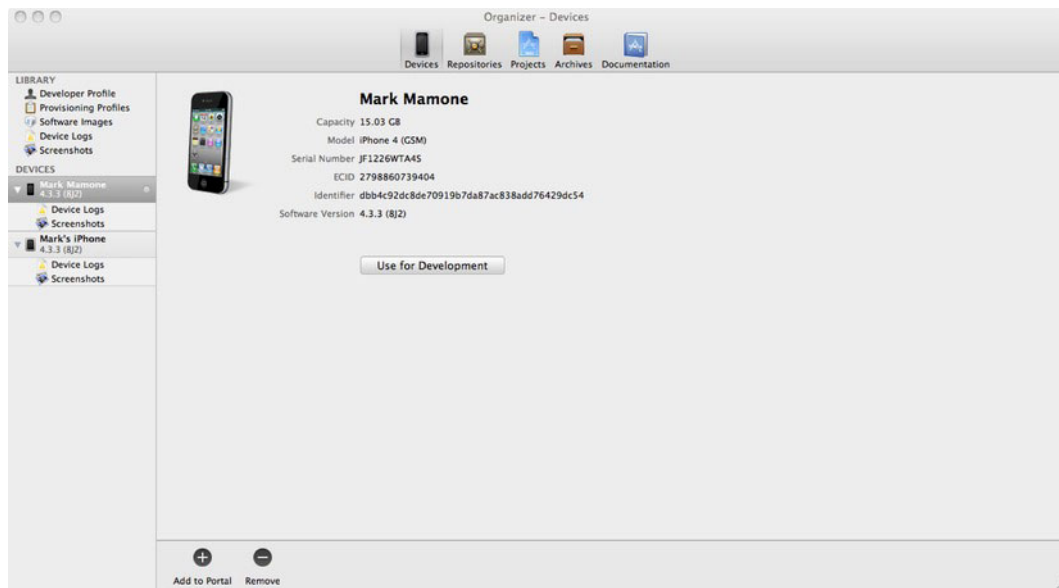 Organizer – Devices
Devices Repositories Projects Archives Documentation
LIBRARY
Developer Profile
Provisioning Profiles
Software Images
Device Logs
Screenshots
DEVICES
Mark Mamone
4.3.3 (8J2)
Device Logs
Screenshots
Mark's iPhone
4.3.3 (8J2)
Device Logs
Screenshots
Mark Mamone
Capacity 15.03 GB
Model iPhone 4 (GSM)
Serial Number JF1226WTA4S
ECID 2798860739404
Identifier dbb4c92dc8de70919b7da87ac838add76429dc54
Software Version 4.3.3 (8J2)
Use for Development
Add to Portal Remove